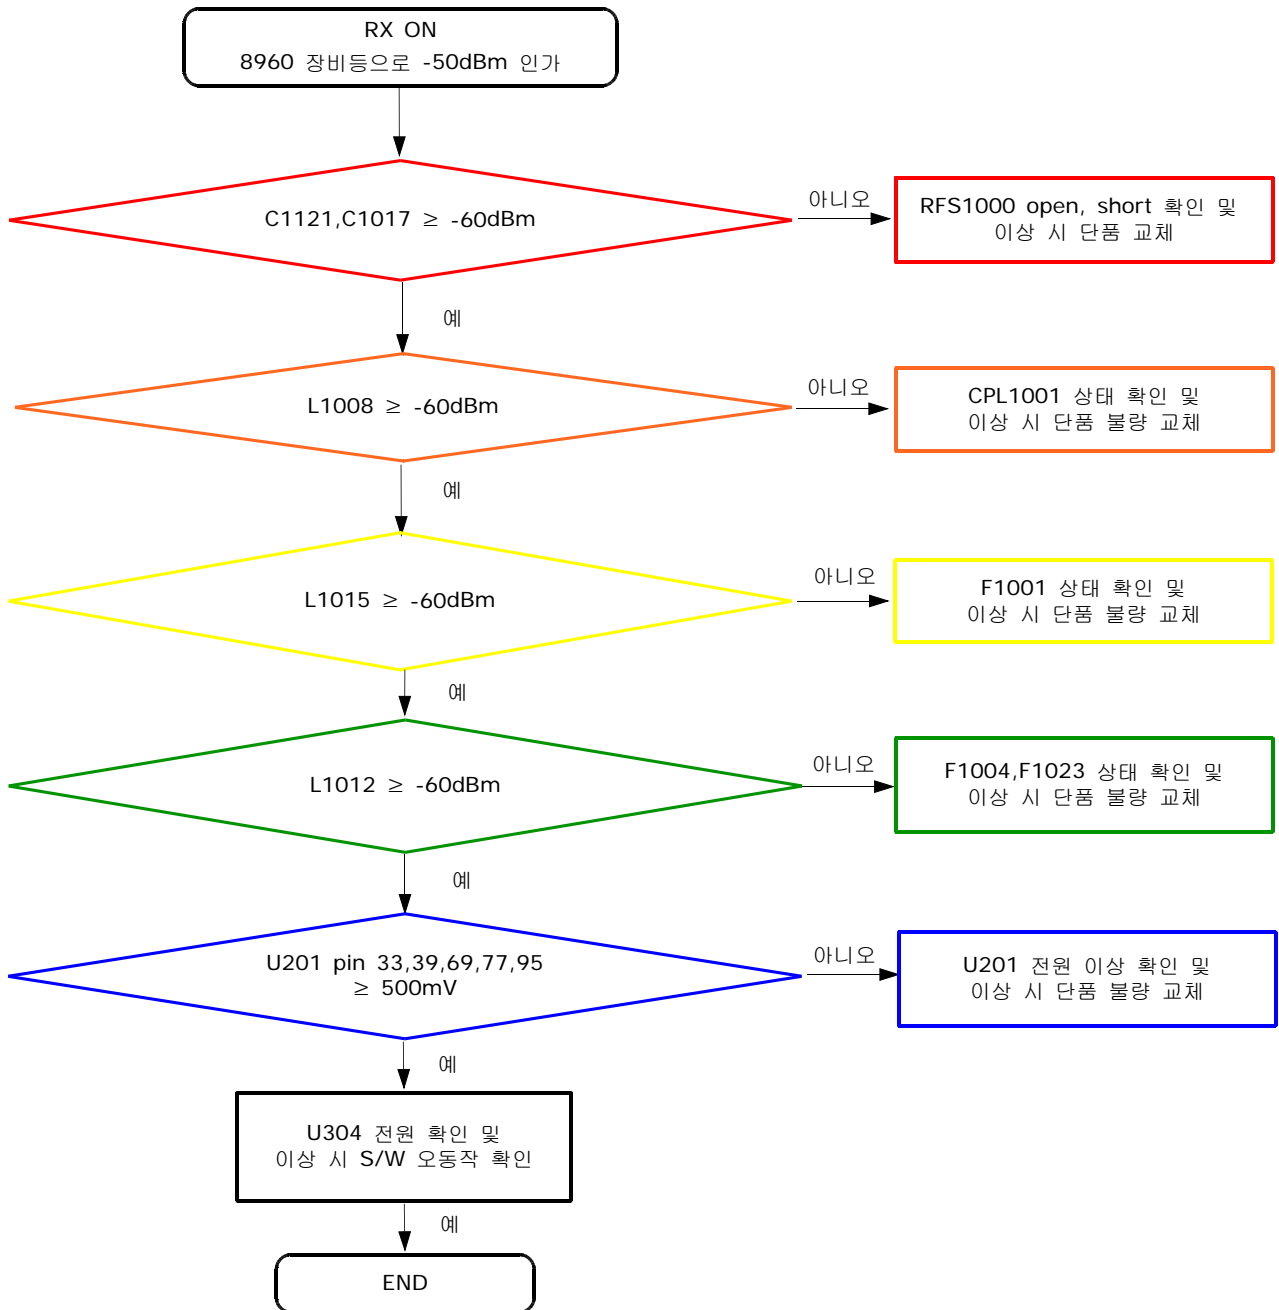 RX ON
8960 장비등으로 -50dBm 인가
C1121,C1017 ≥ -60dBm
아니오
RFS1000 open, short 확인 및
이상 시 단품 교체
예
L1008 ≥ -60dBm
아니오
CPL1001 상태 확인 및
이상 시 단품 불량 교체
예
L1015 ≥ -60dBm
아니오
F1001 상태 확인 및
이상 시 단품 불량 교체
예
L1012 ≥ -60dBm
아니오
F1004,F1023 상태 확인 및
이상 시 단품 불량 교체
예
U201 pin 33,39,69,77,95
≥ 500mV
아니오
U201 전원 이상 확인 및
이상 시 단품 불량 교체
예
U304 전원 확인 및
이상 시 S/W 오동작 확인
예
END